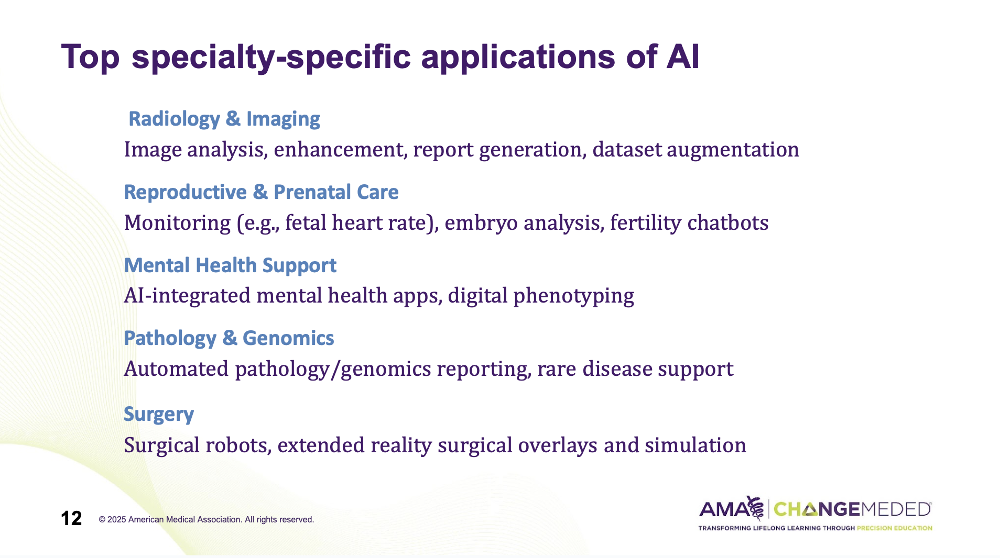 Top specialty-specific applications of AI
Radiology & Imaging
Image analysis, enhancement, report generation, dataset augmentation
Reproductive & Prenatal Care
Monitoring (e.g., fetal heart rate), embryo analysis, fertility chatbots
Mental Health Support
AI-integrated mental health apps, digital phenotyping
Pathology & Genomics
Automated pathology/genomics reporting, rare disease support
Surgery
Surgical robots, extended reality surgical overlays and simulation
12 © 2025 American Medical Association. All rights reserved.
AMA | CHANGEMEDED®
TRANSFORMING LIFELONG LEARNING THROUGH PRECISION EDUCATION